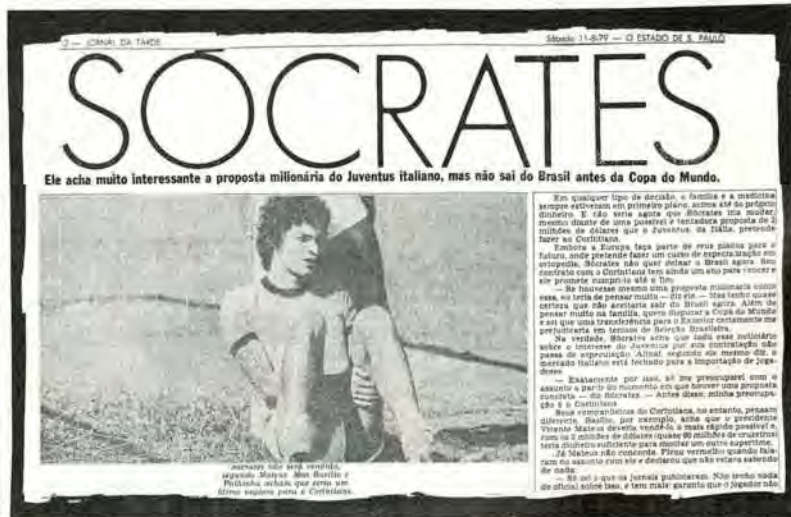 2 — JORNAL DA TARDE
Sábado 11-8-79 — O ESTADO DE S. PAULO
SÓCRATES
Ele acha muito interessante a proposta milionária do Juventus italiano, mas não sai do Brasil antes da Copa do Mundo.
Sócrates não será vendido,
segundo Mateus. Mas Basílio e
Palhinha acham que seria um
ótimo negócio para o Corinthians.
Em qualquer tipo de decisão, a família e a medicina
sempre estiveram em primeiro plano, acima até do próprio
dinheiro. E não seria agora que Sócrates iria mudar,
mesmo diante de uma possível e tentadora proposta de 2
milhões de dólares que o Juventus, da Itália, pretende
fazer ao Corinthians.
Embora a Europa faça parte de seus planos para o
futuro, onde pretende fazer um curso de especialização em
ortopedia, Sócrates não quer deixar o Brasil agora. Seu
contrato com o Corinthians tem ainda um ano para vencer e
ele promete cumpri-lo até o fim.
— Se houvesse mesmo uma proposta milionária como
essa, eu teria de pensar muito — diz ele. — Mas tenho quase
certeza que não aceitaria sair do Brasil agora. Além de
pensar muito na família, quero disputar a Copa do Mundo
e sei que uma transferência para o Exterior certamente me
prejudicaria em termos de Seleção Brasileira.
Na verdade, Sócrates acha que todo esse noticiário
sobre o interesse do Juventus por sua contratação não
passa de especulação. Afinal, segundo ele mesmo diz, o
mercado italiano está fechado para a importação de joga-
dores.
— Exatamente por isso, só me preocuparei com o
assunto a partir do momento em que houver uma proposta
concreta — diz Sócrates. — Antes disso, minha preocupa-
ção é o Corinthians.
Seus companheiros do Corinthians, no entanto, pensam
diferente. Basílio, por exemplo, acha que o presidente
Vicente Mateus deveria vendê-lo o mais rápido possível e,
com os 2 milhões de dólares (quase 60 milhões de cruzeiros)
teria dinheiro suficiente para montar um outro supertime.
Já Mateus não concorda. Ficou vermelho quando fala-
ram no assunto com ele e declarou que não estava sabendo
de nada:
— Só sei o que os jornais publicaram. Não tenho nada
de oficial sobre isso, e tem mais: garanto que o jogador não